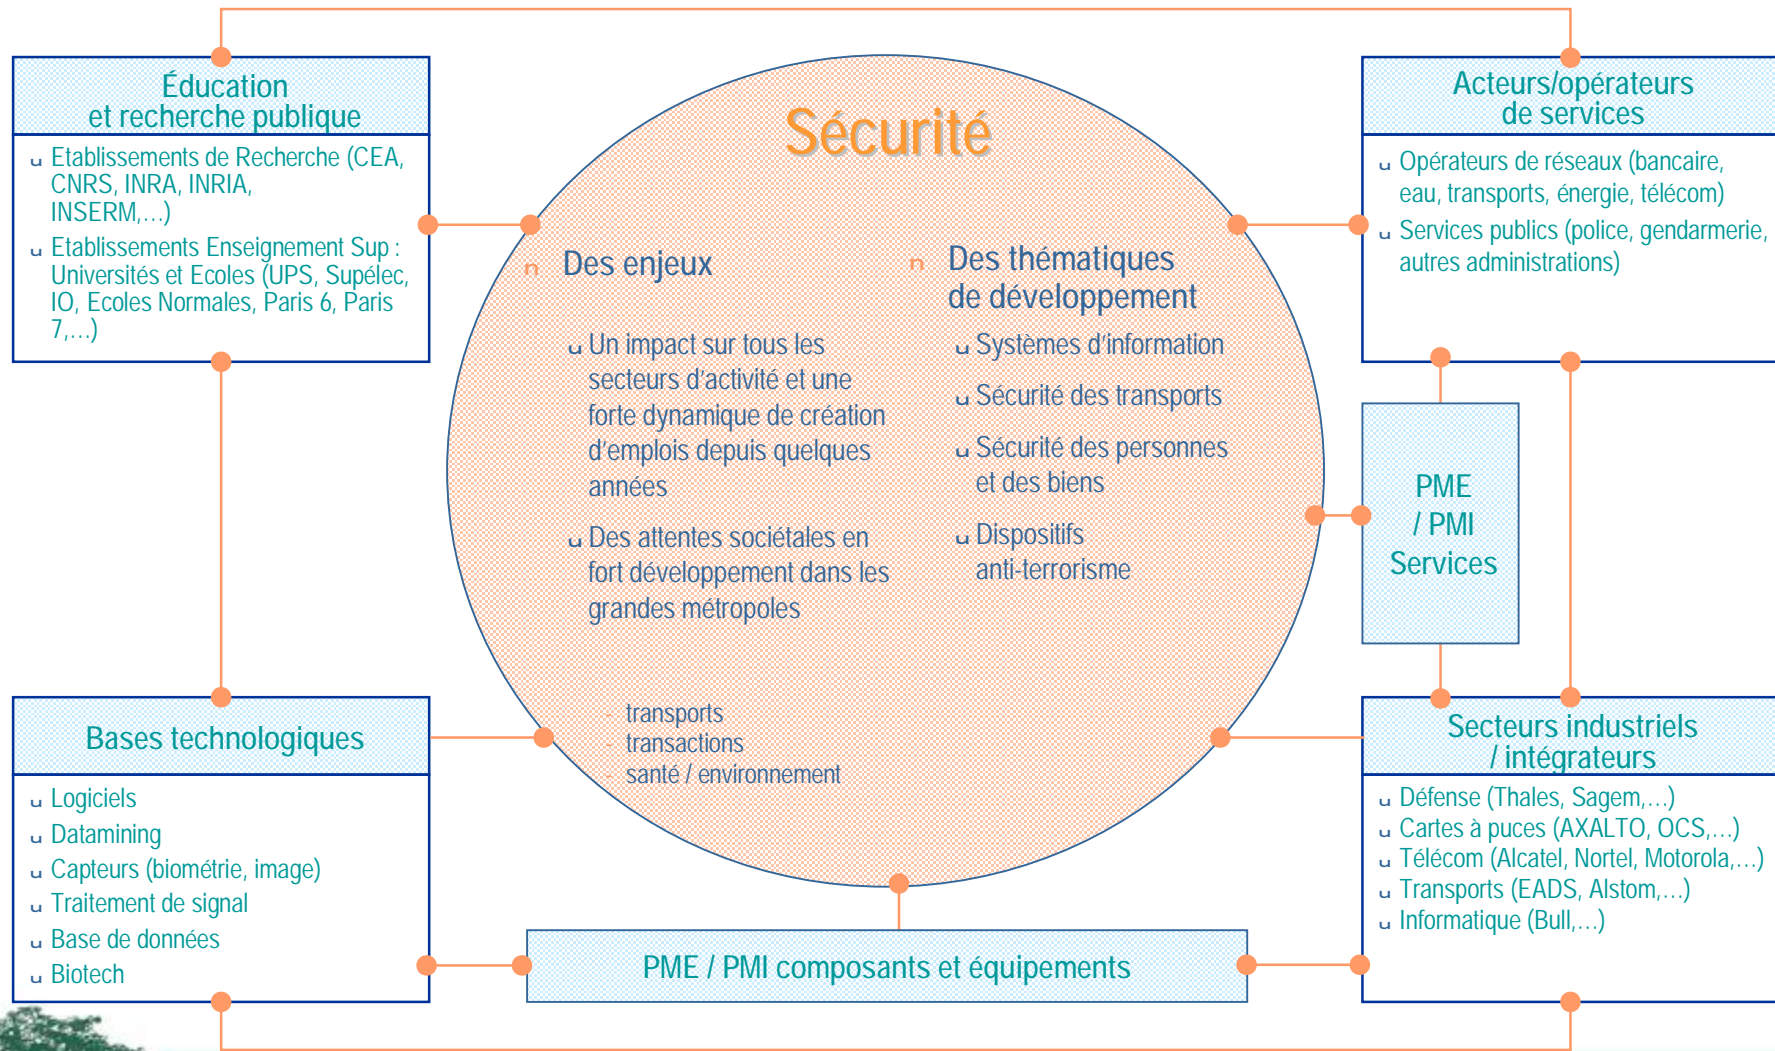 Sécurité
Éducation
et recherche publique
Etablissements de Recherche (CEA,
CNRS, INRA, INRIA,
INSERM,…)
Etablissements Enseignement Sup :
Universités et Ecoles (UPS, Supélec,
IO, Ecoles Normales, Paris 6, Paris
7,…)
Des enjeux
Un impact sur tous les
secteurs d'activité et une
forte dynamique de création
d'emplois depuis quelques
années
Des attentes sociétales en
fort développement dans les
grandes métropoles
- transports
- transactions
- santé / environnement
Des thématiques
de développement
Systèmes d'information
Sécurité des transports
Sécurité des personnes
et des biens
Dispositifs
anti-terrorisme
Acteurs/opérateurs
de services
Opérateurs de réseaux (bancaire,
eau, transports, énergie, télécom)
Services publics (police, gendarmerie,
autres administrations)
PME
/ PMI
Services
Bases technologiques
Logiciels
Datamining
Capteurs (biométrie, image)
Traitement de signal
Base de données
Biotech
PME / PMI composants et équipements
Secteurs industriels
/ intégrateurs
Défense (Thales, Sagem,…)
Cartes à puces (AXALTO, OCS,…)
Télécom (Alcatel, Nortel, Motorola,…)
Transports (EADS, Alstom,…)
Informatique (Bull,…)